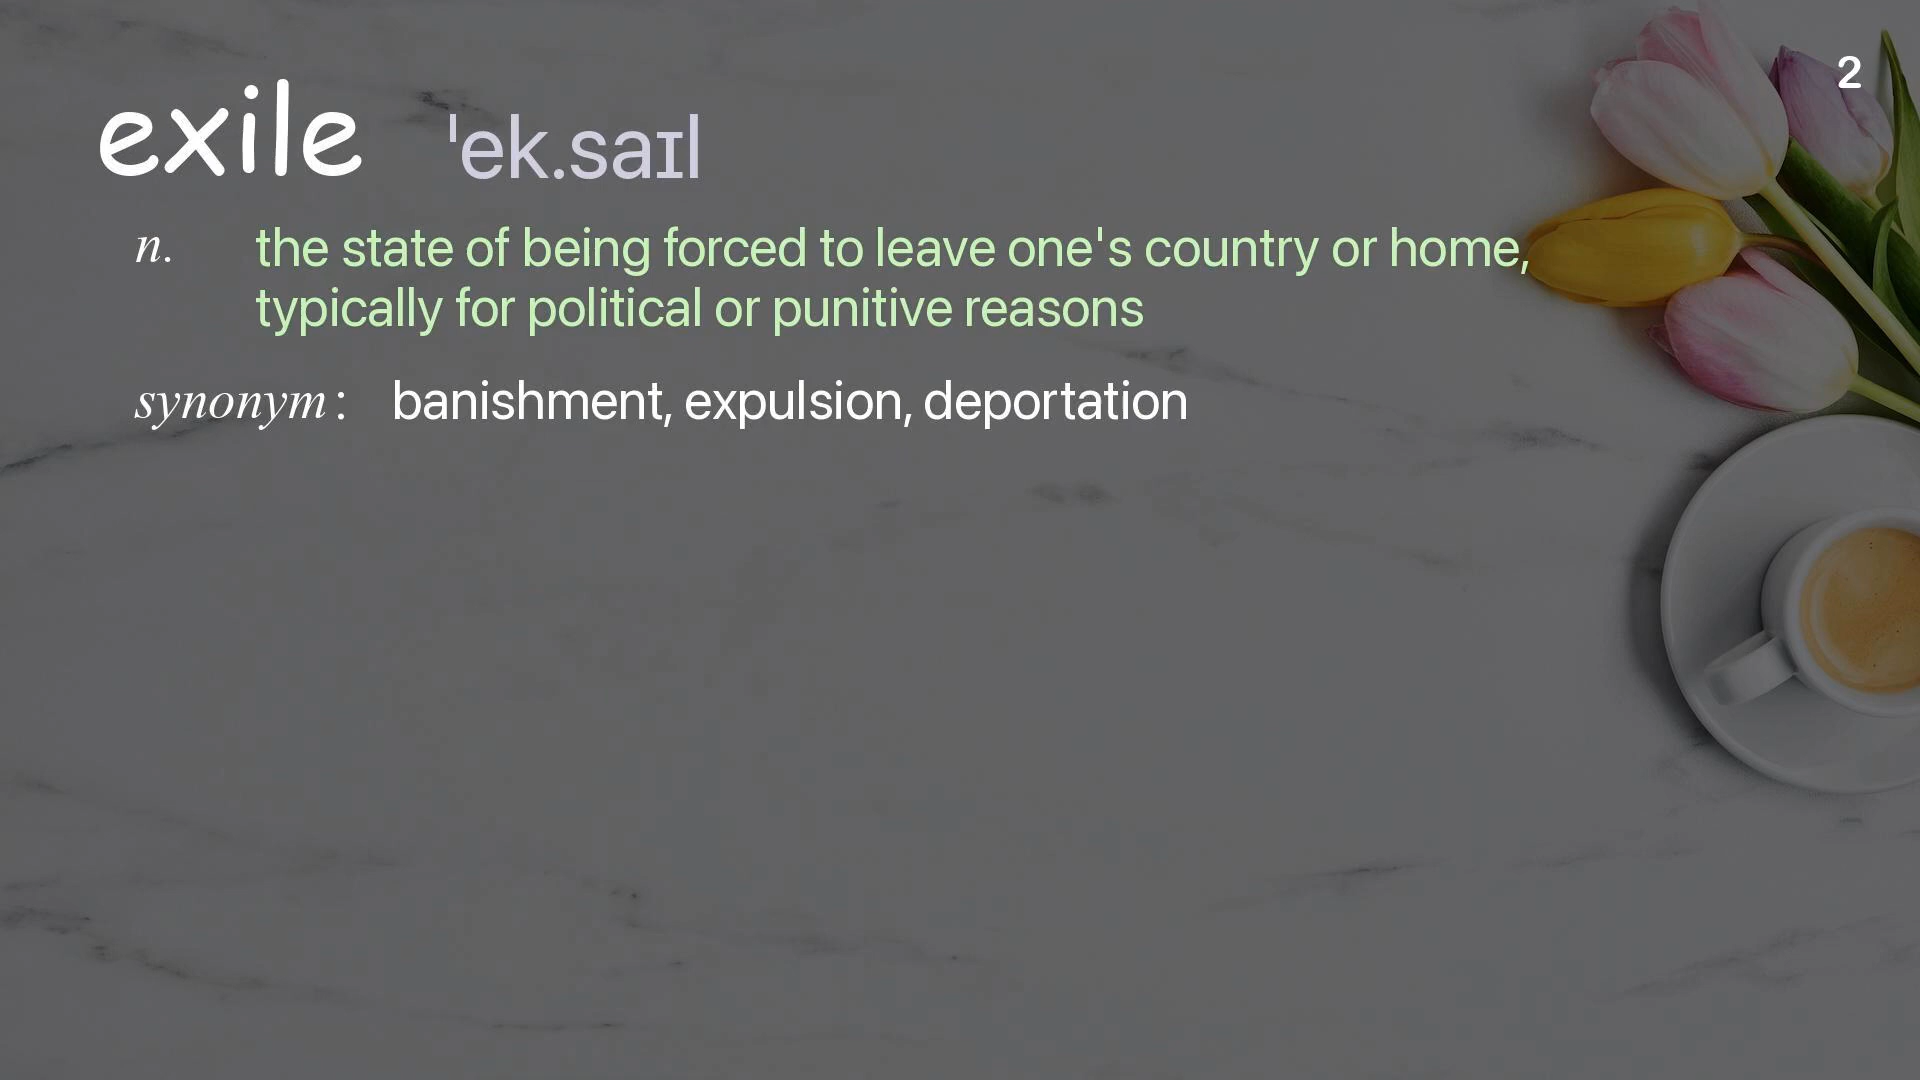 2
exile ˈek.saɪl
n. the state of being forced to leave one's country or home,
typically for political or punitive reasons
synonym: banishment, expulsion, deportation